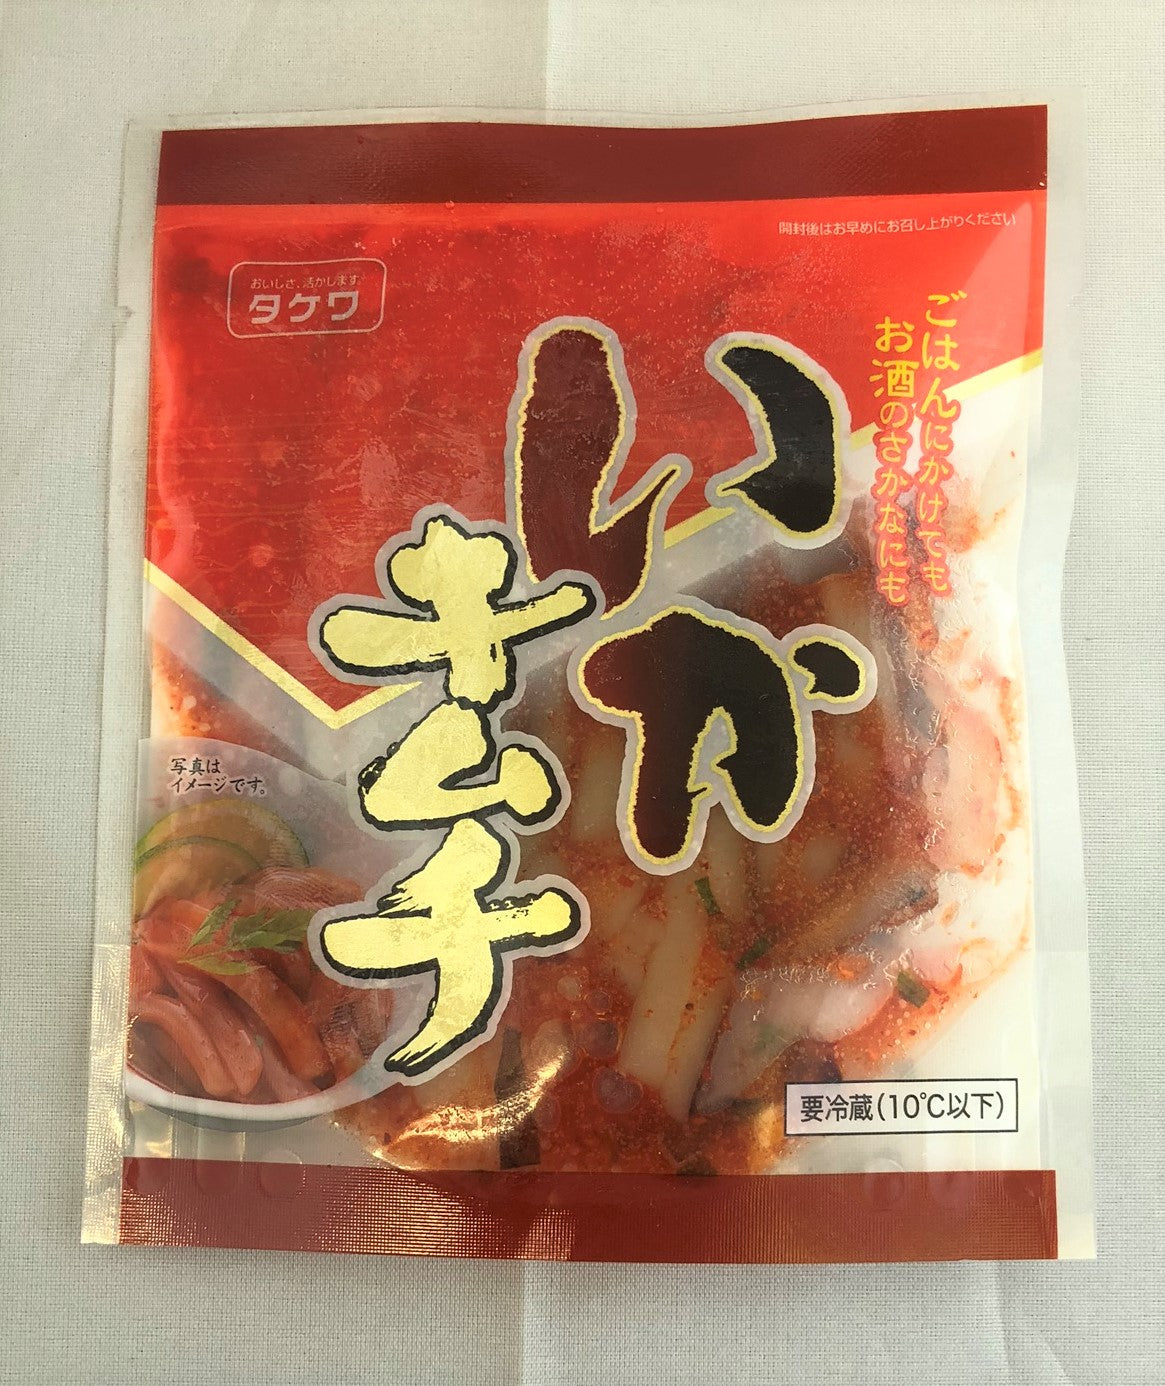 開封後はお早めにお召し上がりください
おいしさ、活かします
タケワ
ごはんにかけても
お酒のさかなにも
いか
キムチ
写真は
イメージです。
要冷蔵(10℃以下)